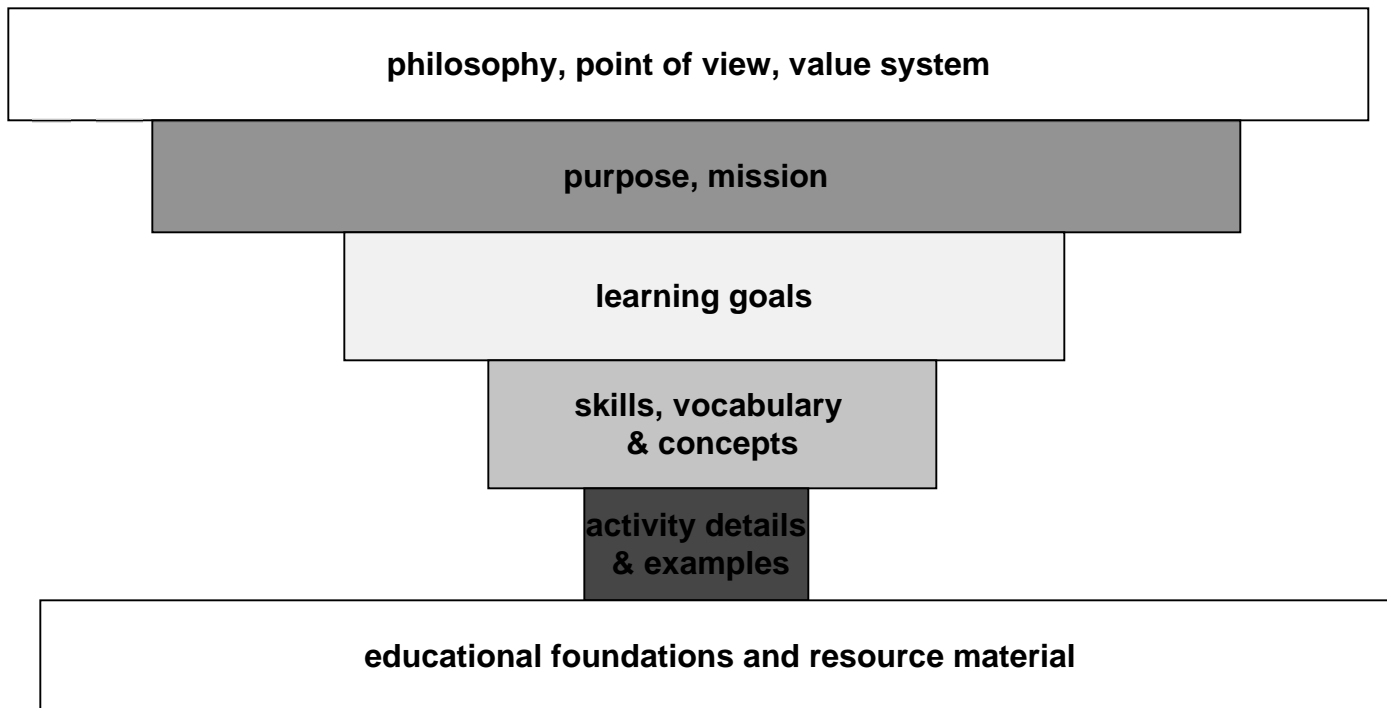 philosophy, point of view, value system
purpose, mission
learning goals
skills, vocabulary
& concepts
activity details
& examples
educational foundations and resource material